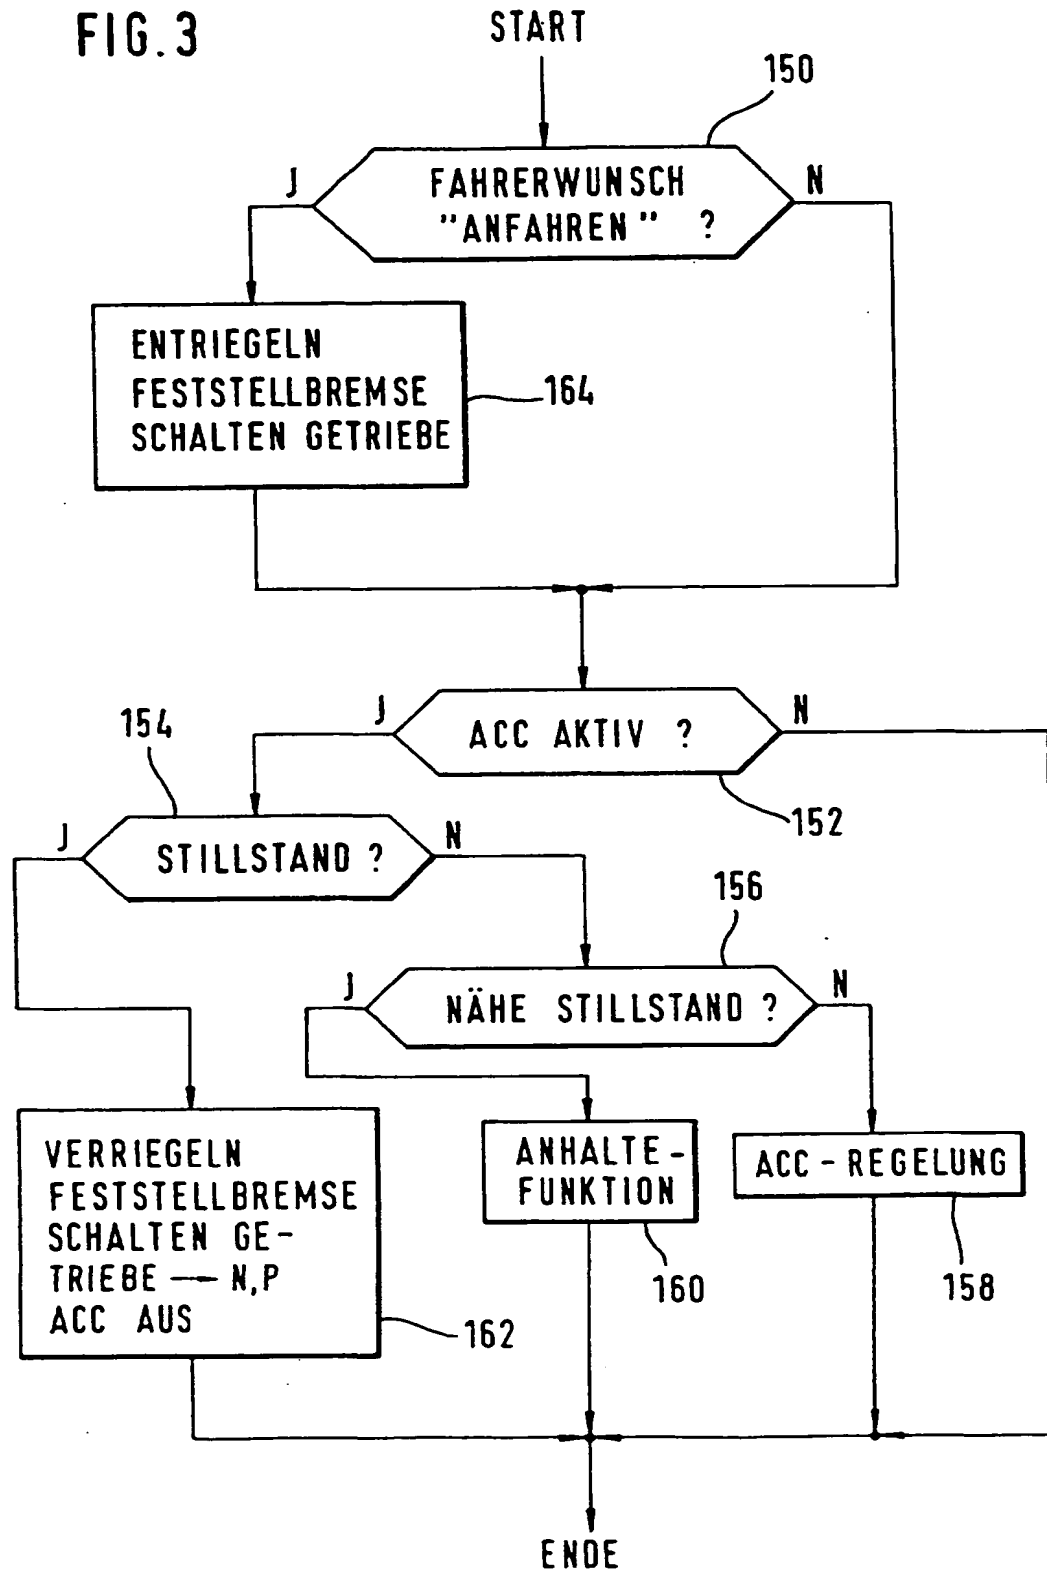 FIG.3
START
150
J
FAHRERWUNSCH
N
"ANFAHREN" ?
ENTRIEGELN
FESTSTELLBREMSE
SCHALTEN GETRIEBE
164
J
ACC AKTIV ?
N
152
154
J
STILLSTAND ?
N
156
J
NÄHE STILLSTAND ?
N
VERRIEGELN
FESTSTELLBREMSE
SCHALTEN GE-
TRIEBE → N,P
ACC AUS
162
ANHALTE-
FUNKTION
160
ACC-REGELUNG
158
ENDE